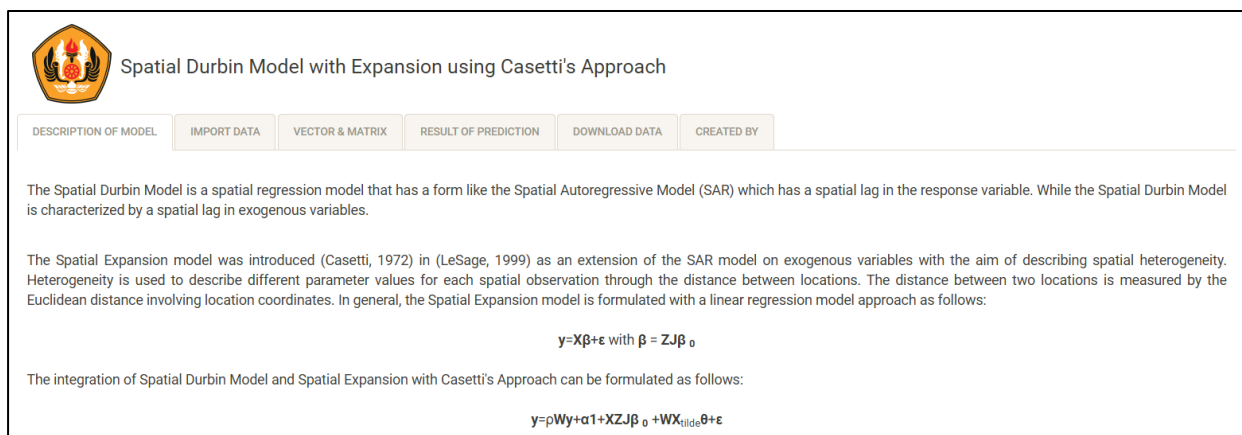 Spatial Durbin Model with Expansion using Casetti's Approach
DESCRIPTION OF MODEL IMPORT DATA VECTOR & MATRIX RESULT OF PREDICTION DOWNLOAD DATA CREATED BY
The Spatial Durbin Model is a spatial regression model that has a form like the Spatial Autoregressive Model (SAR) which has a spatial lag in the response variable. While the Spatial Durbin Model
is characterized by a spatial lag in exogenous variables.
The Spatial Expansion model was introduced (Casetti, 1972) in (LeSage, 1999) as an extension of the SAR model on exogenous variables with the aim of describing spatial heterogeneity.
Heterogeneity is used to describe different parameter values for each spatial observation through the distance between locations. The distance between two locations is measured by the
Euclidean distance involving location coordinates. In general, the Spatial Expansion model is formulated with a linear regression model approach as follows:
y=Xβ+ε with β = ZJβ 0
The integration of Spatial Durbin Model and Spatial Expansion with Casetti's Approach can be formulated as follows:
y=ρWy+α1+XZJβ 0 +WXtildeθ+ε